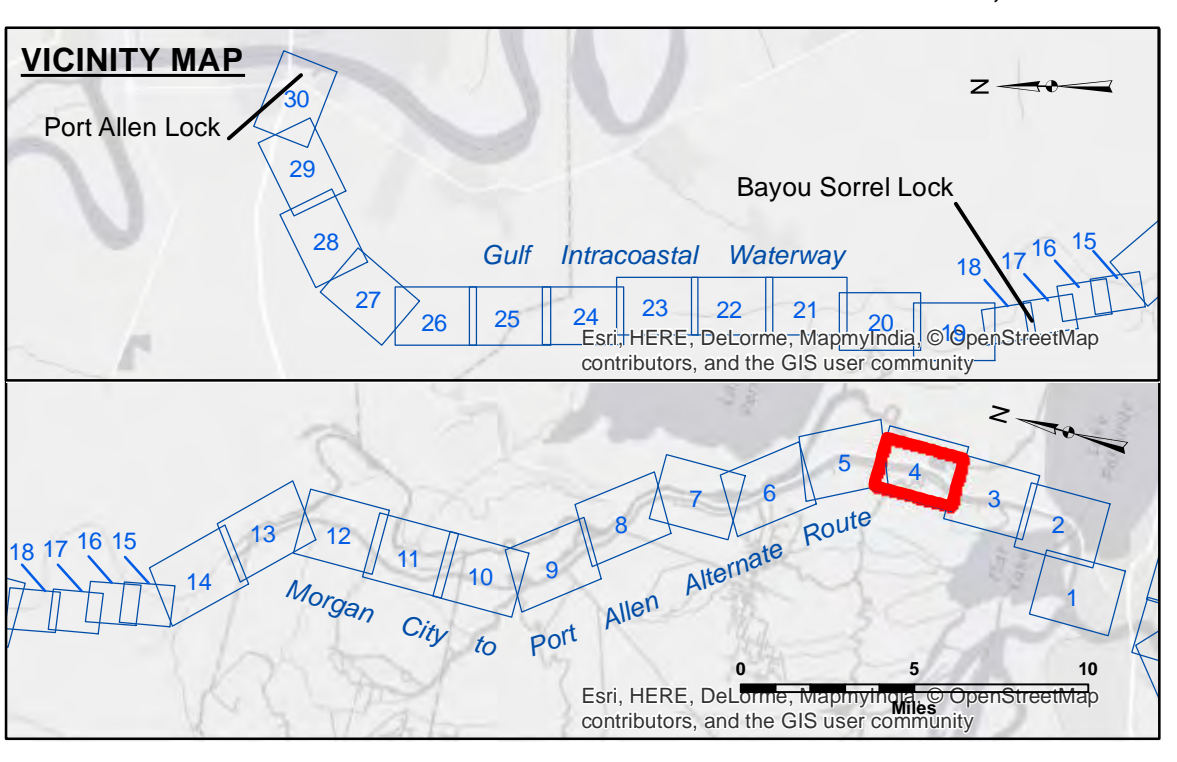 VICINITY MAP
N
30
Port Allen Lock
29
Bayou Sorrel Lock
28
Gulf Intracoastal Waterway
18 17 16 15
27
26 25 24 23 22 21 20 19
Esri, HERE, DeLorme, MapmyIndia, © OpenStreetMap
contributors, and the GIS user community
N
5 4 3
7 6 2
8
13 12 11 10 9
18 17 16 15
14
1
Morgan City to Port Allen Alternate Route
0 5 10
Miles
Esri, HERE, DeLorme, MapmyIndia, © OpenStreetMap
contributors, and the GIS user community